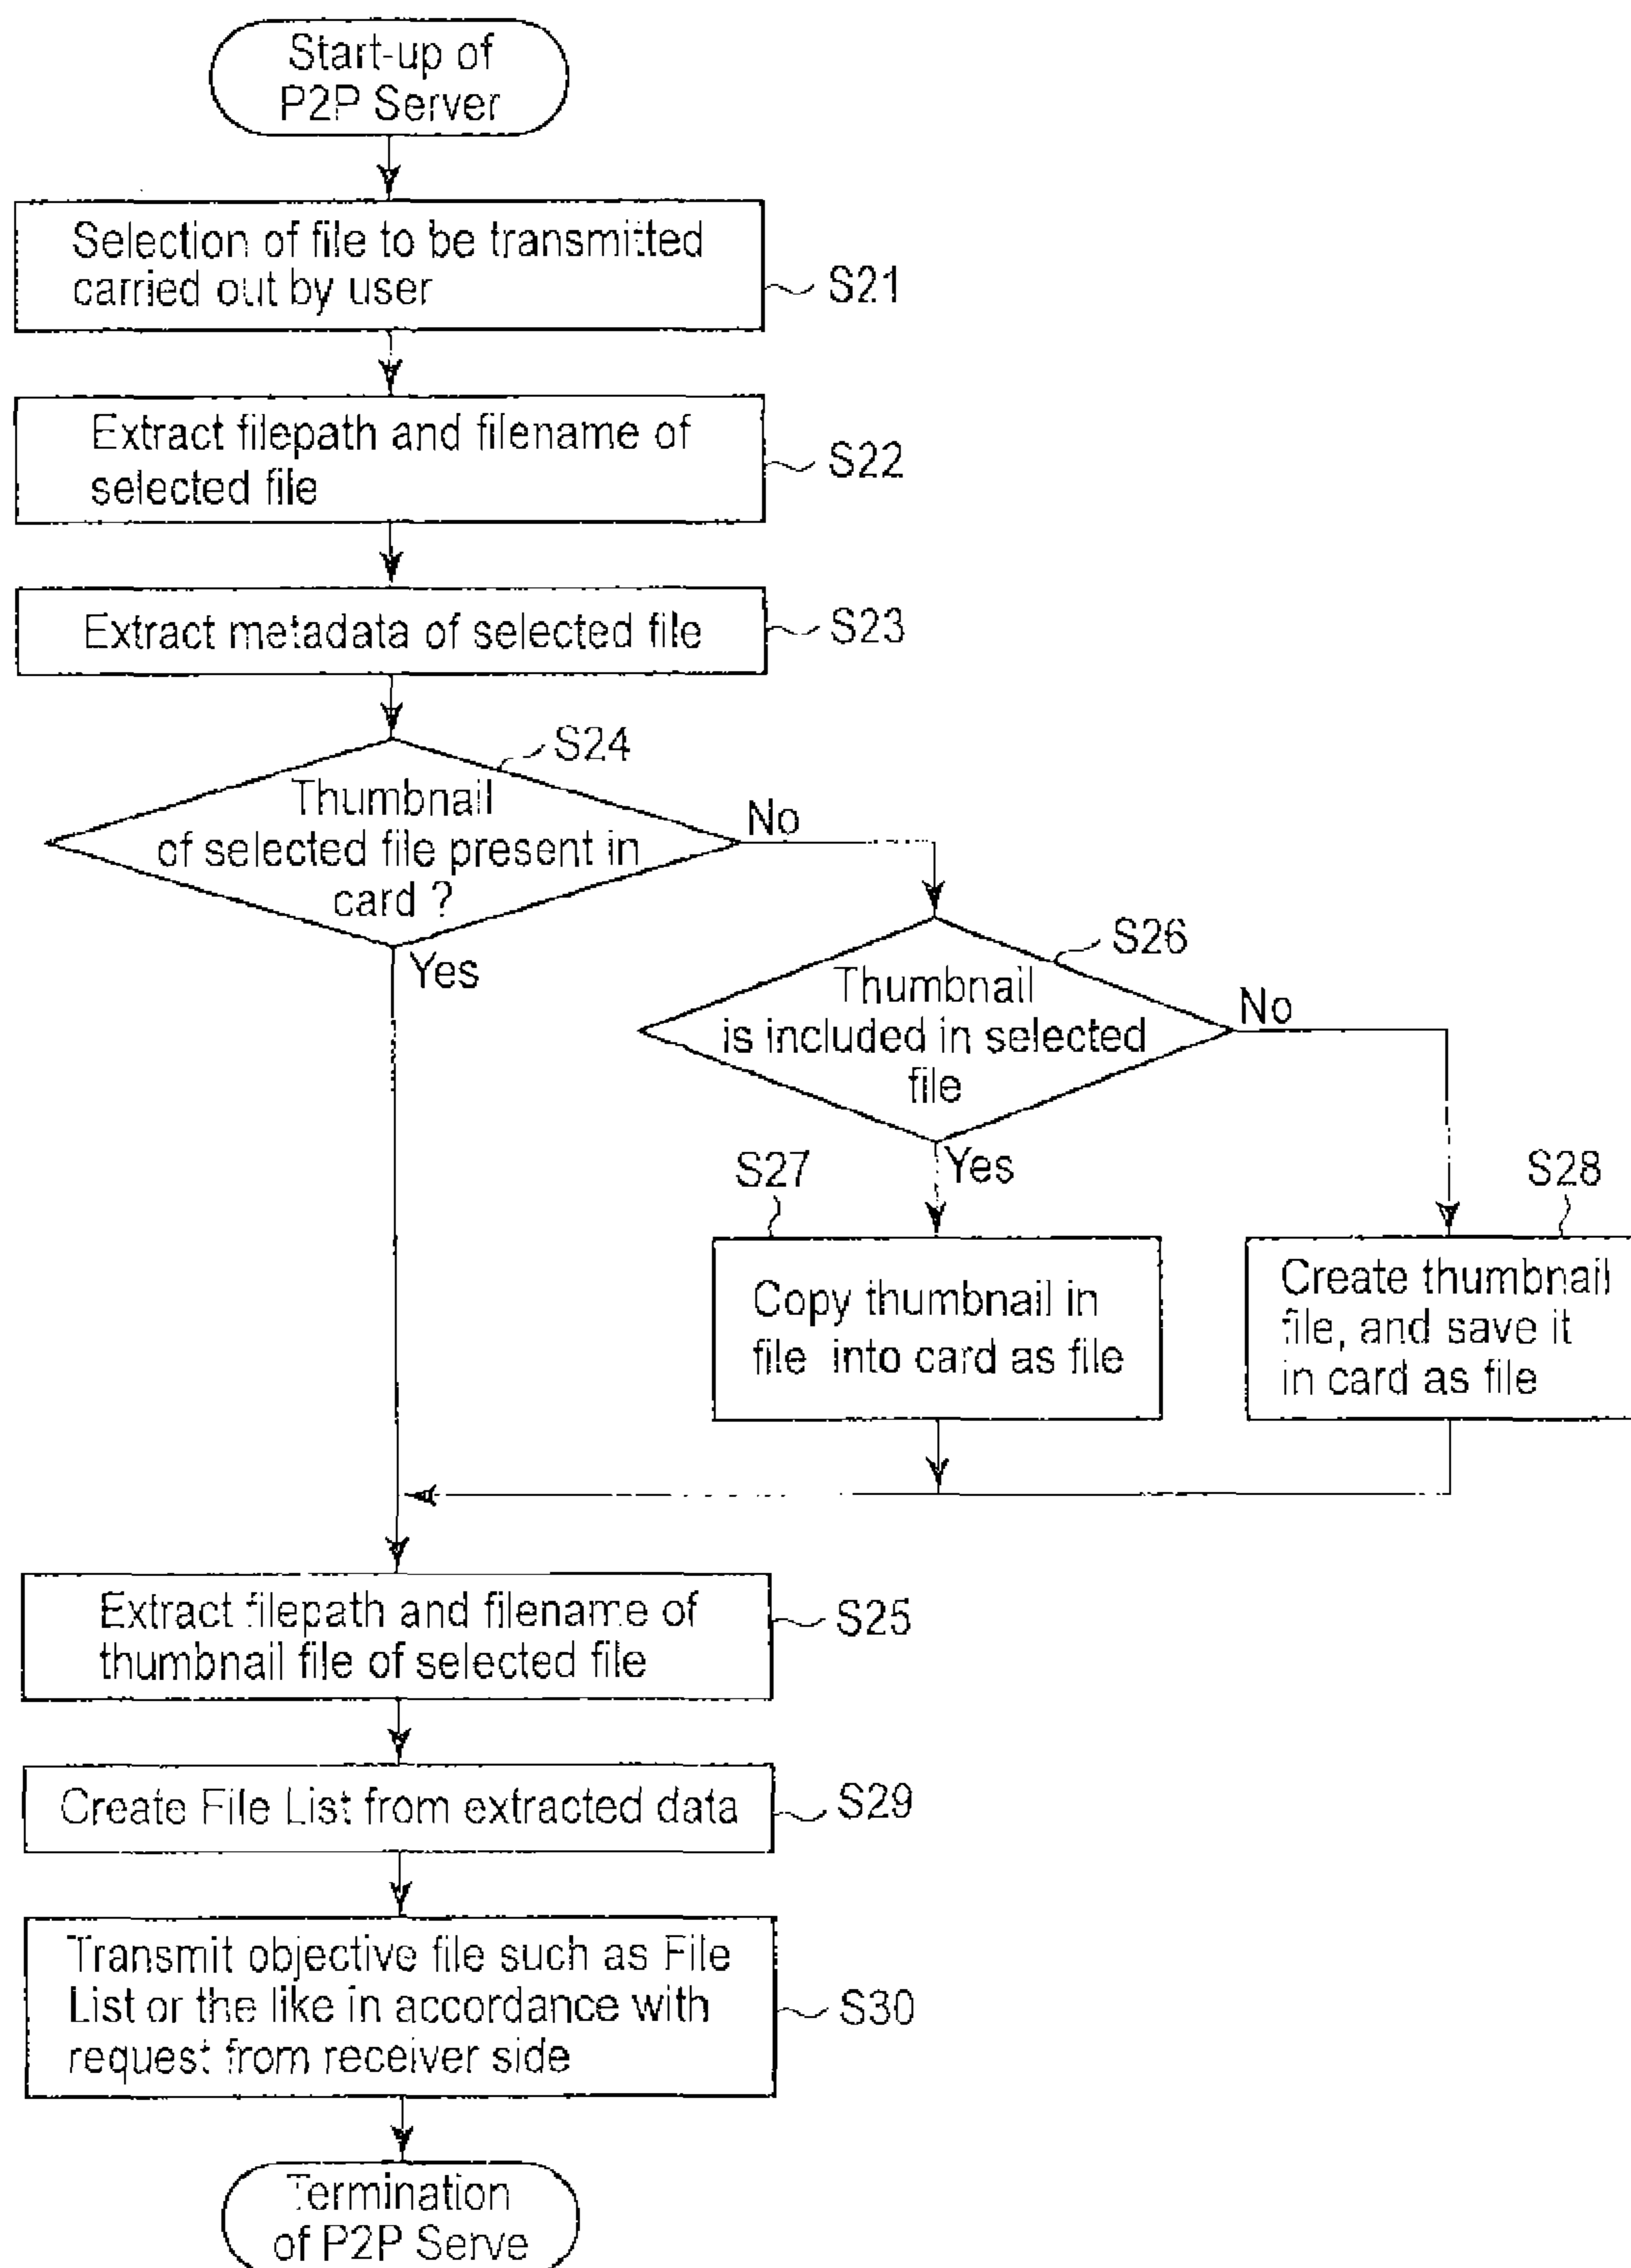 Start-up of
P2P Server
Selection of file to be transmitted
carried out by user
S21
Extract filepath and filename of
selected file
S22
Extract metadata of selected file
S23
S24
Thumbnail
of selected file present in
card ?
No
Yes
S26
Thumbnail
is included in selected
file
No
Yes
S27
Copy thumbnail in
file into card as file
S28
Create thumbnail
file, and save it
in card as file
Extract filepath and filename of
thumbnail file of selected file
S25
Create File List from extracted data
S29
Transmit objective file such as File
List or the like in accordance with
request from receiver side
S30
Termination
of P2P Serve